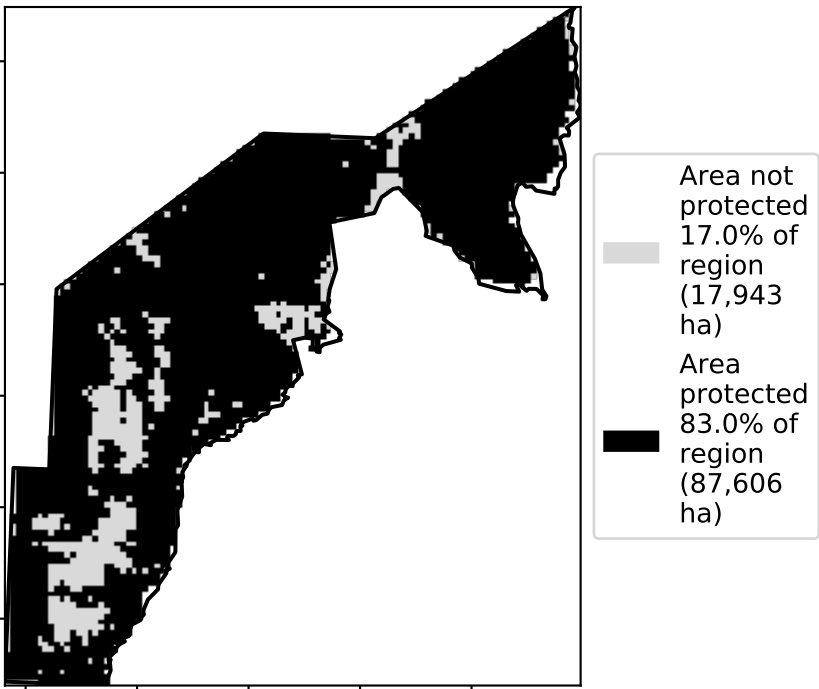 Area not
protected
17.0% of
region
(17,943
ha)
Area
protected
83.0% of
region
(87,606
ha)